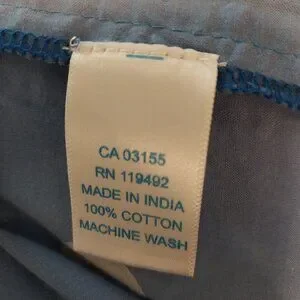 CA 03155
RN 119492
MADE IN INDIA
100% COTTON
MACHINE WASH